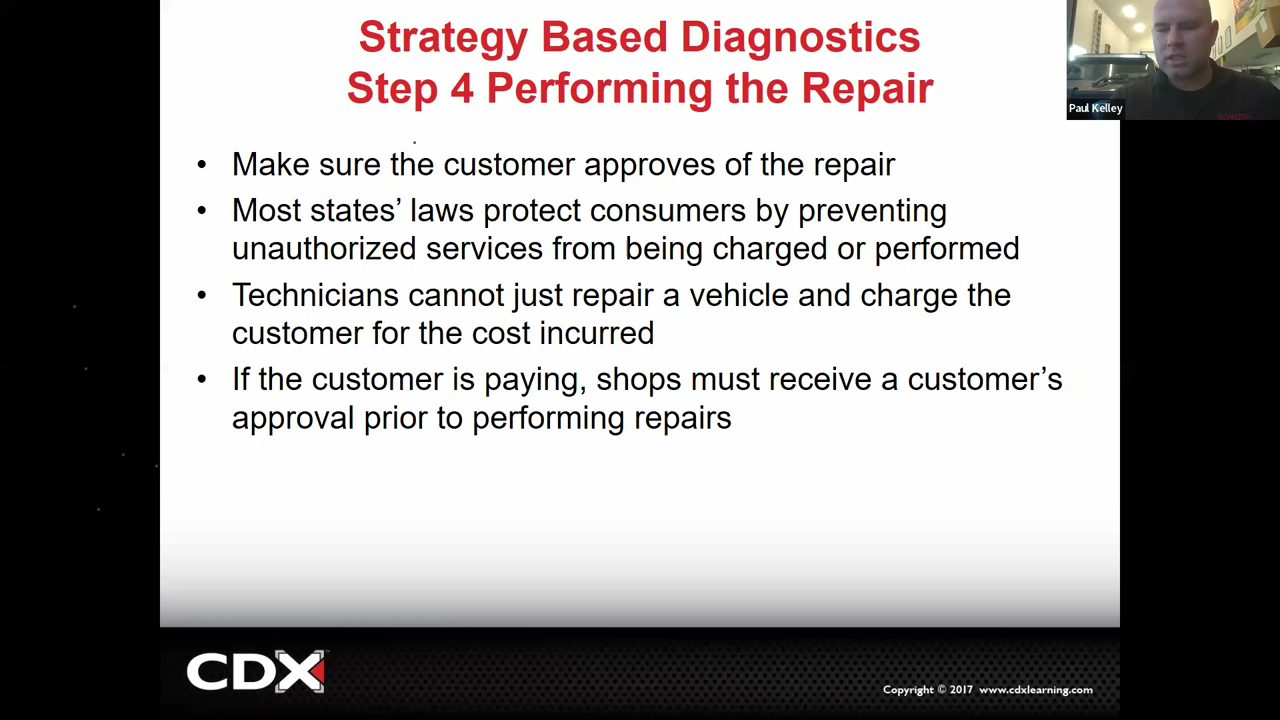 Strategy Based Diagnostics
Step 4 Performing the Repair
Paul Kelley
• Make sure the customer approves of the repair
• Most states’ laws protect consumers by preventing
unauthorized services from being charged or performed
• Technicians cannot just repair a vehicle and charge the
customer for the cost incurred
• If the customer is paying, shops must receive a customer’s
approval prior to performing repairs
TOYOTA
CDX
Copyright © 2017 www.cdxlearning.com